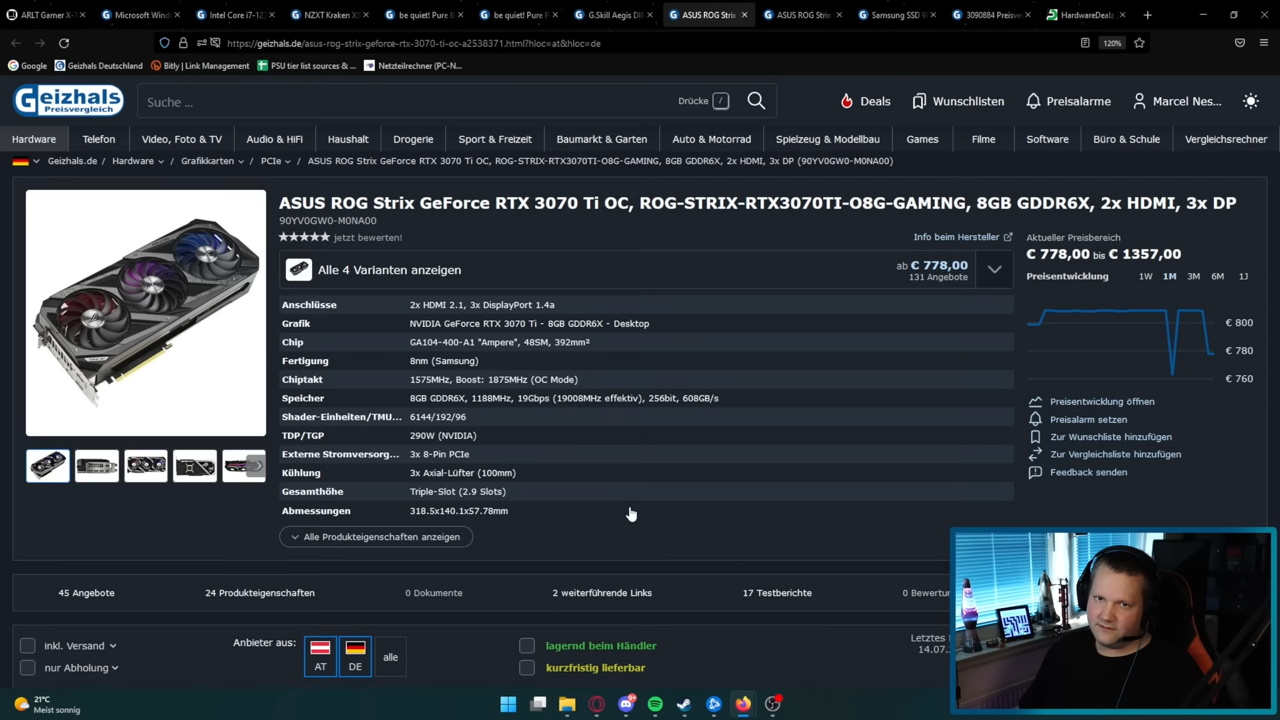 ARLT Gamer X-T
Microsoft Wind
Intel Core i7-12
NZXT Kraken X
be quiet! Pure B
be quiet! Pure P
G.Skill Aegis DI
ASUS ROG Stri
ASUS ROG Stri
Samsung SSD 9
3090884 Preisve
HardwareDealz
https://geizhals.de/asus-rog-strix-geforce-rtx-3070-ti-oc-a2538371.html?hloc=at&hloc=de
120%
Google
Geizhals Deutschland
Bitly | Link Management
PSU tier list sources & ...
Netzteilrechner (PC-N...
Geizhals
Preisvergleich
Suche ...
Drücke /
Deals
Wunschlisten
Preisalarme
Marcel Nes...
Hardware
Telefon
Video, Foto & TV
Audio & HiFi
Haushalt
Drogerie
Sport & Freizeit
Baumarkt & Garten
Auto & Motorrad
Spielzeug & Modellbau
Games
Filme
Software
Büro & Schule
Vergleichsrechner
Geizhals.de / Hardware / Grafikkarten / PCIe / ASUS ROG Strix GeForce RTX 3070 Ti OC, ROG-STRIX-RTX3070TI-O8G-GAMING, 8GB GDDR6X, 2x HDMI, 3x DP (90YV0GW0-M0NA00)
ASUS ROG Strix GeForce RTX 3070 Ti OC, ROG-STRIX-RTX3070TI-O8G-GAMING, 8GB GDDR6X, 2x HDMI, 3x DP
90YV0GW0-M0NA00
jetzt bewerten!
Info beim Hersteller
Alle 4 Varianten anzeigen
ab € 778,00
131 Angebote
Anschlüsse 2x HDMI 2.1, 3x DisplayPort 1.4a
Grafik NVIDIA GeForce RTX 3070 Ti - 8GB GDDR6X - Desktop
Chip GA104-400-A1 "Ampere", 48SM, 392mm²
Fertigung 8nm (Samsung)
Chiptakt 1575MHz, Boost: 1875MHz (OC Mode)
Speicher 8GB GDDR6X, 1188MHz, 19Gbps (19008MHz effektiv), 256bit, 608GB/s
Shader-Einheiten/TMU... 6144/192/96
TDP/TGP 290W (NVIDIA)
Externe Stromversorg... 3x 8-Pin PCIe
Kühlung 3x Axial-Lüfter (100mm)
Gesamthöhe Triple-Slot (2.9 Slots)
Abmessungen 318.5x140.1x57.78mm
Alle Produkteigenschaften anzeigen
Aktueller Preisbereich
€ 778,00 bis € 1357,00
Preisentwicklung 1W 1M 3M 6M 1J
€ 800
€ 780
€ 760
Preisentwicklung öffnen
Preisalarm setzen
Zur Wunschliste hinzufügen
Zur Vergleichsliste hinzufügen
Feedback senden
45 Angebote
24 Produkteigenschaften
0 Dokumente
2 weiterführende Links
17 Testberichte
0 Bewertun
inkl. Versand
nur Abholung
Anbieter aus:
AT
DE
alle
lagernd beim Händler
kurzfristig lieferbar
Letztes
14.07.
21°C
Meist sonnig